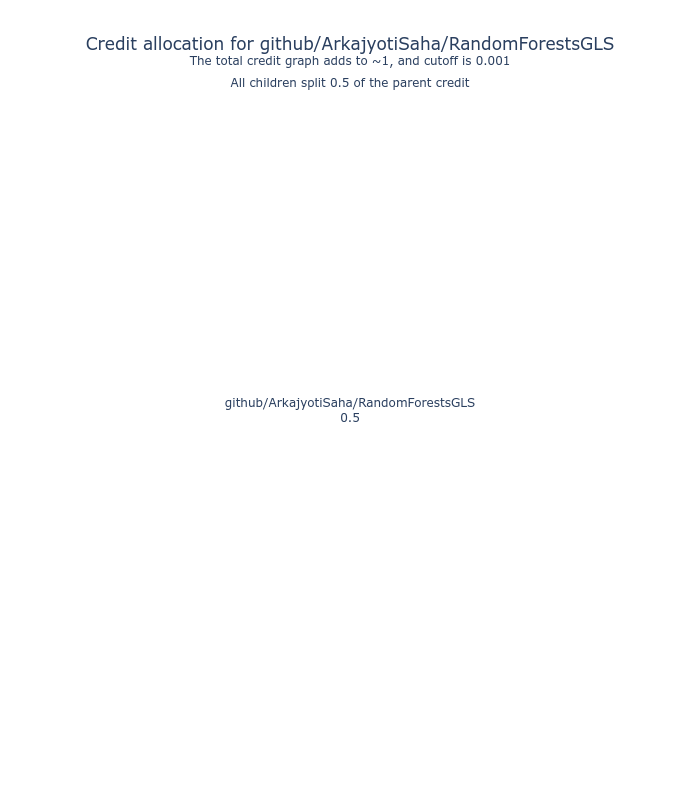 Credit allocation for github/ArkajyotiSaha/RandomForestsGLS
The total credit graph adds to ~1, and cutoff is 0.001
All children split 0.5 of the parent credit
github/ArkajyotiSaha/RandomForestsGLS
0.5